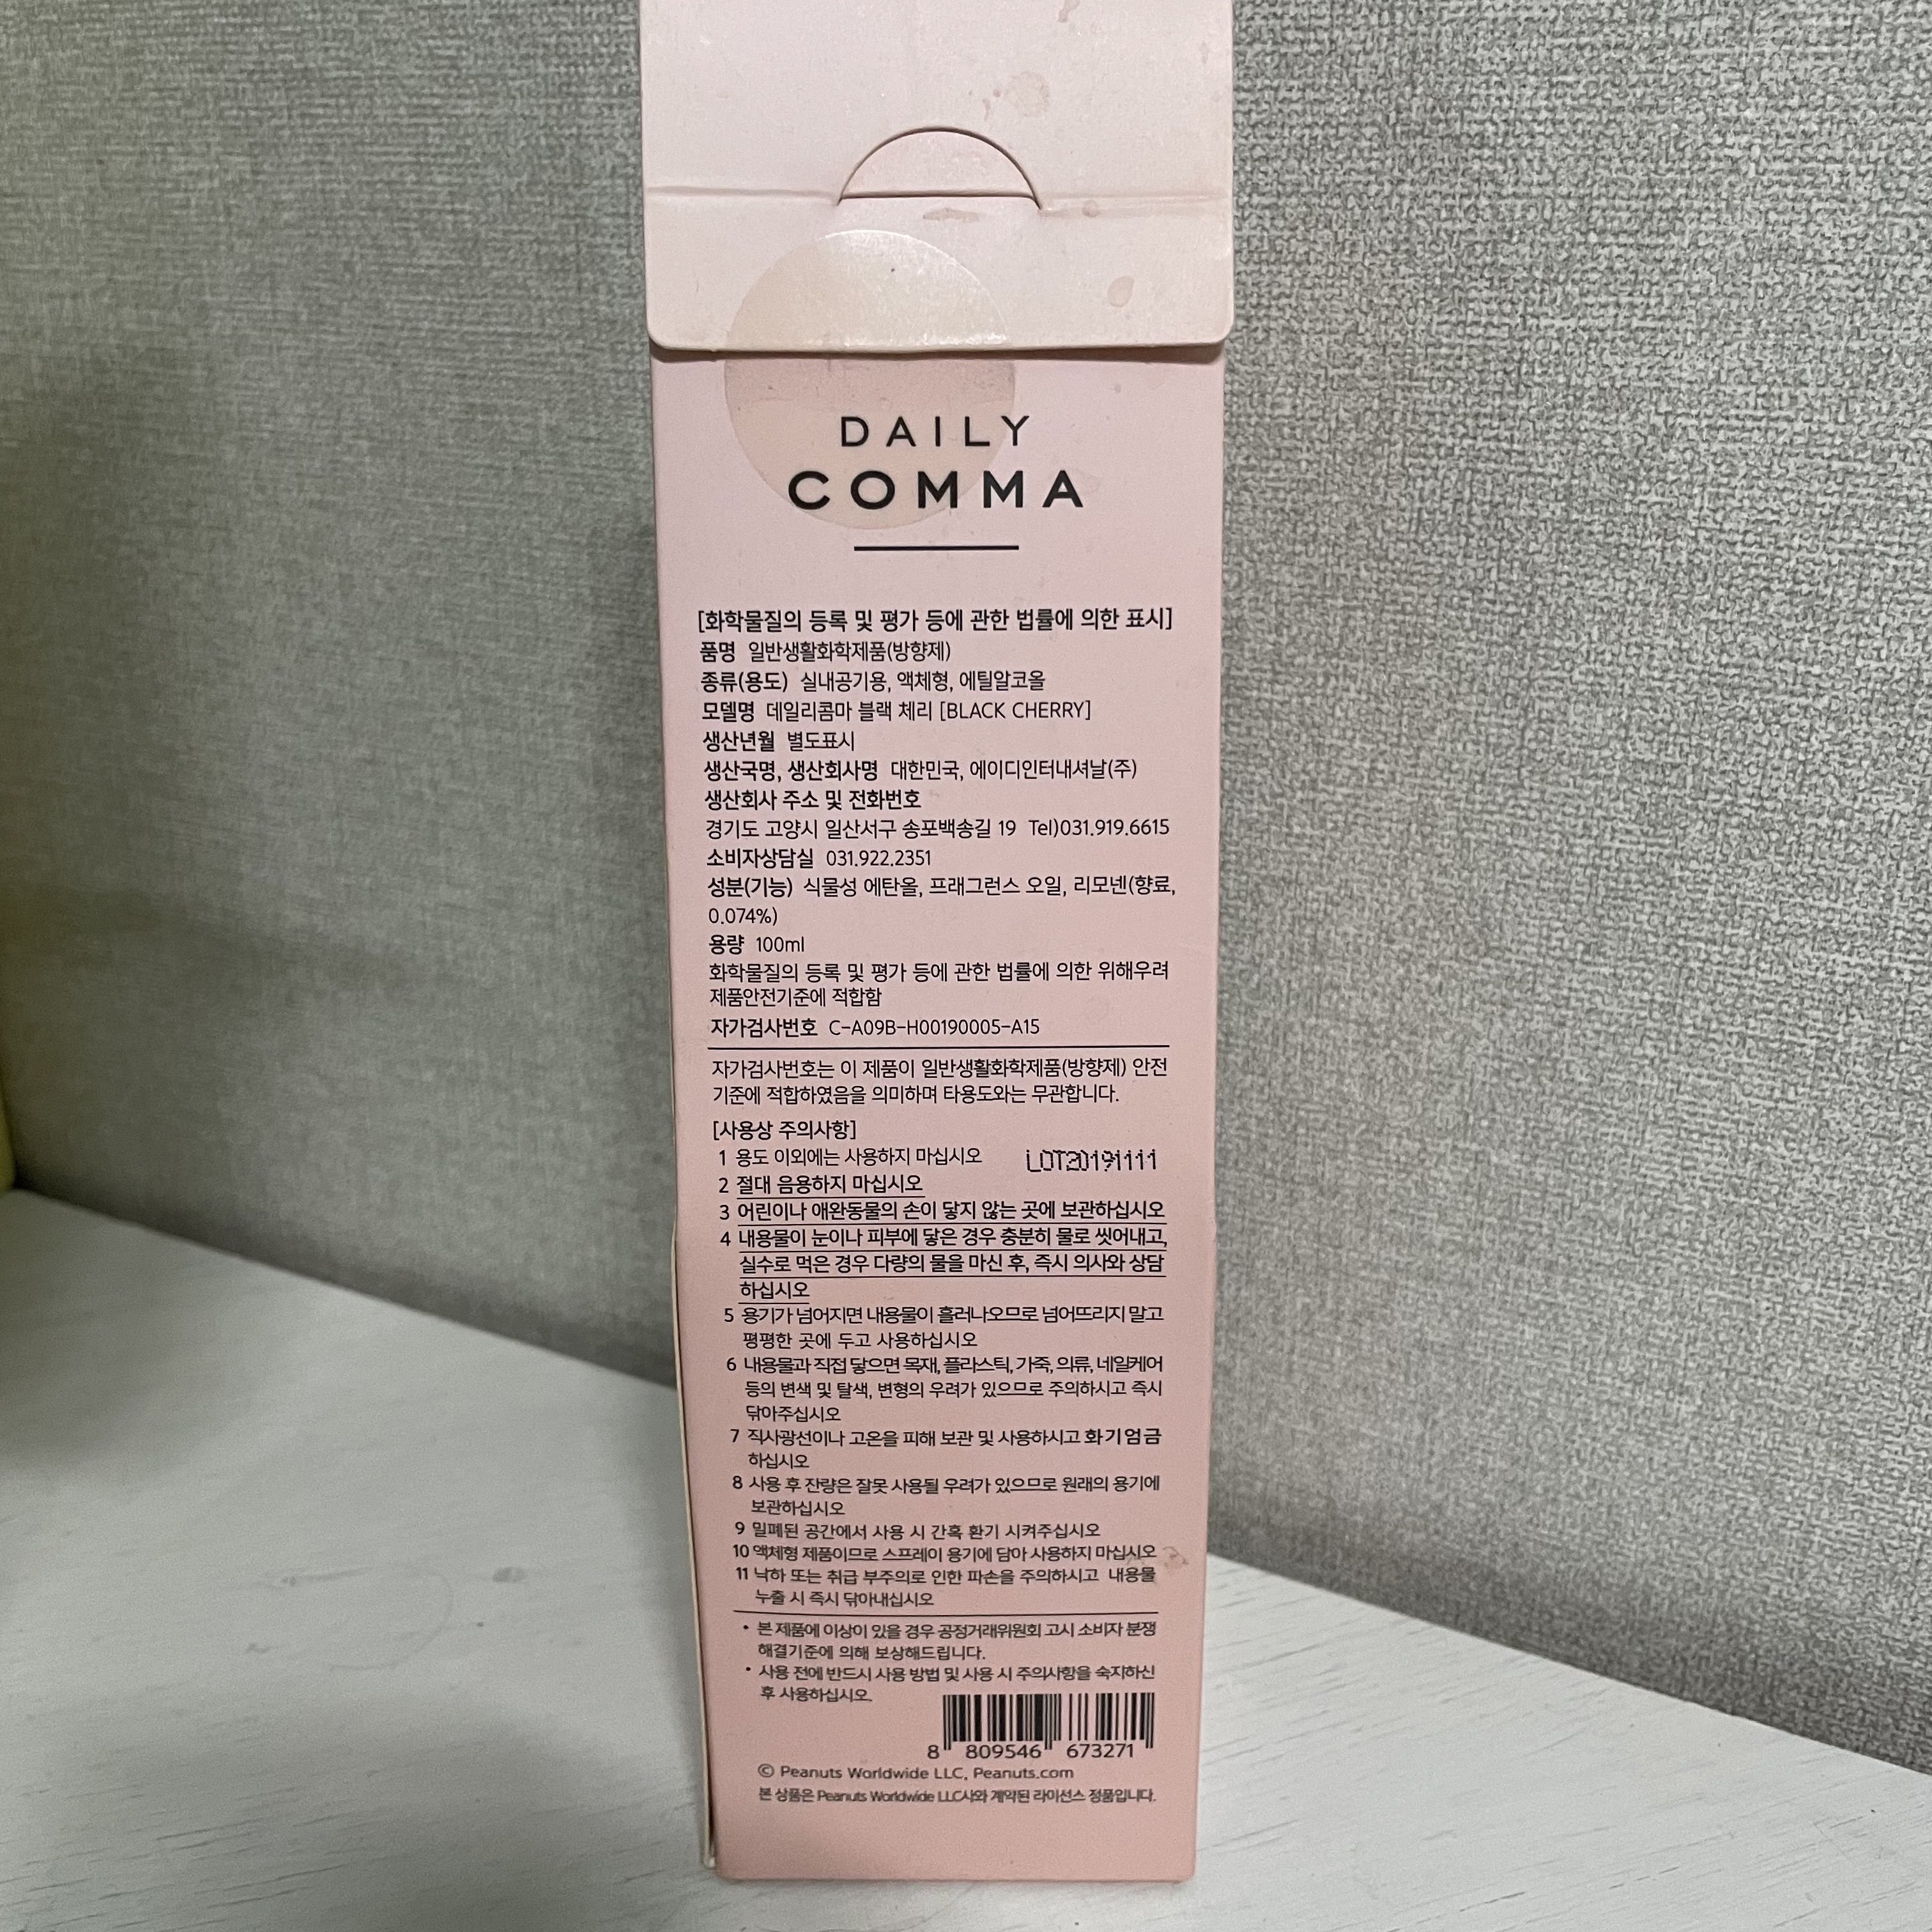 DAILY
COMMA
[화학물질의 등록 및 평가 등에 관한 법률에 의한 표시]
품명 일반생활화학제품(방향제)
종류(용도) 실내공기용, 액체형, 에틸알코올
모델명 데일리콤마 블랙 체리 [BLACK CHERRY]
생산년월 별도표시
생산국명, 생산회사명 대한민국, 에이디인터내셔날(주)
생산회사 주소 및 전화번호
경기도 고양시 일산서구 송포백송길 19 Tel)031.919.6615
소비자상담실 031.922.2351
성분(기능) 식물성 에탄올, 프래그런스 오일, 리모넨(향료,
0.074%)
용량 100ml
화학물질의 등록 및 평가 등에 관한 법률에 의한 위해우려
제품안전기준에 적합함
자가검사번호 C-A09B-H00190005-A15
자가검사번호는 이 제품이 일반생활화학제품(방향제) 안전
기준에 적합하였음을 의미하며 타용도와는 무관합니다.
[사용상 주의사항]
1 용도 이외에는 사용하지 마십시오 LOT20191111
2 절대 음용하지 마십시오
3 어린이나 애완동물의 손이 닿지 않는 곳에 보관하십시오
4 내용물이 눈이나 피부에 닿은 경우 충분히 물로 씻어내고,
실수로 먹은 경우 다량의 물을 마신 후, 즉시 의사와 상담
하십시오
5 용기가 넘어지면 내용물이 흘러나오므로 넘어뜨리지 말고
평평한 곳에 두고 사용하십시오
6 내용물과 직접 닿으면 목재, 플라스틱, 가죽, 의류, 네일케어
등의 변색 및 탈색, 변형의 우려가 있으므로 주의하시고 즉시
닦아주십시오
7 직사광선이나 고온을 피해 보관 및 사용하시고 화기엄금
하십시오
8 사용 후 잔량은 잘못 사용될 우려가 있으므로 원래의 용기에
보관하십시오
9 밀폐된 공간에서 사용 시 간혹 환기 시켜주십시오
10 액체형 제품이므로 스프레이 용기에 담아 사용하지 마십시오
11 낙하 또는 취급 부주의로 인한 파손을 주의하시고 내용물
누출 시 즉시 닦아내십시오
• 본 제품에 이상이 있을 경우 공정거래위원회 고시 소비자 분쟁
해결기준에 의해 보상해드립니다.
• 사용 전에 반드시 사용 방법 및 사용 시 주의사항을 숙지하신
후 사용하십시오.
8 809546 673271
© Peanuts Worldwide LLC, Peanuts.com
본 상품은 Peanuts Worldwide LLC사와 계약된 라이선스 정품입니다.